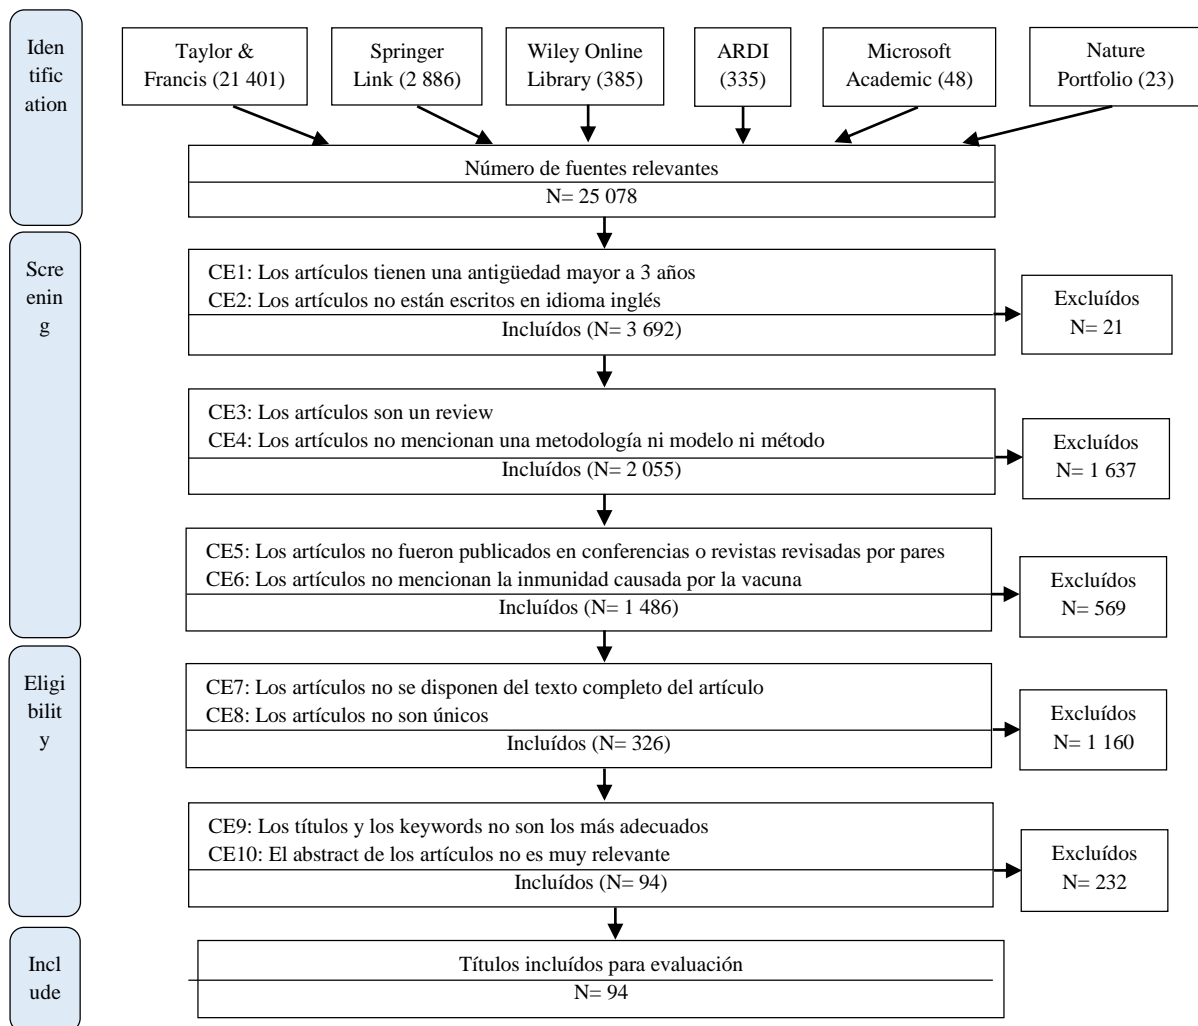 Iden
tific
ation
Taylor &
Francis (21 401)
Springer
Link (2 886)
Wiley Online
Library (385)
ARDI
(335)
Microsoft
Academic (48)
Nature
Portfolio (23)
Número de fuentes relevantes
N= 25 078
Scre
enin
g
CE1: Los artículos tienen una antigüedad mayor a 3 años
CE2: Los artículos no están escritos en idioma inglés
Incluídos (N= 3 692)
Excluídos
N= 21
CE3: Los artículos son un review
CE4: Los artículos no mencionan una metodología ni modelo ni método
Incluídos (N= 2 055)
Excluídos
N= 1 637
CE5: Los artículos no fueron publicados en conferencias o revistas revisadas por pares
CE6: Los artículos no mencionan la inmunidad causada por la vacuna
Incluídos (N= 1 486)
Excluídos
N= 569
Eligi
bilit
y
CE7: Los artículos no se disponen del texto completo del artículo
CE8: Los artículos no son únicos
Incluídos (N= 326)
Excluídos
N= 1 160
CE9: Los títulos y los keywords no son los más adecuados
CE10: El abstract de los artículos no es muy relevante
Incluídos (N= 94)
Excluídos
N= 232
Incl
ude
Títulos incluídos para evaluación
N= 94